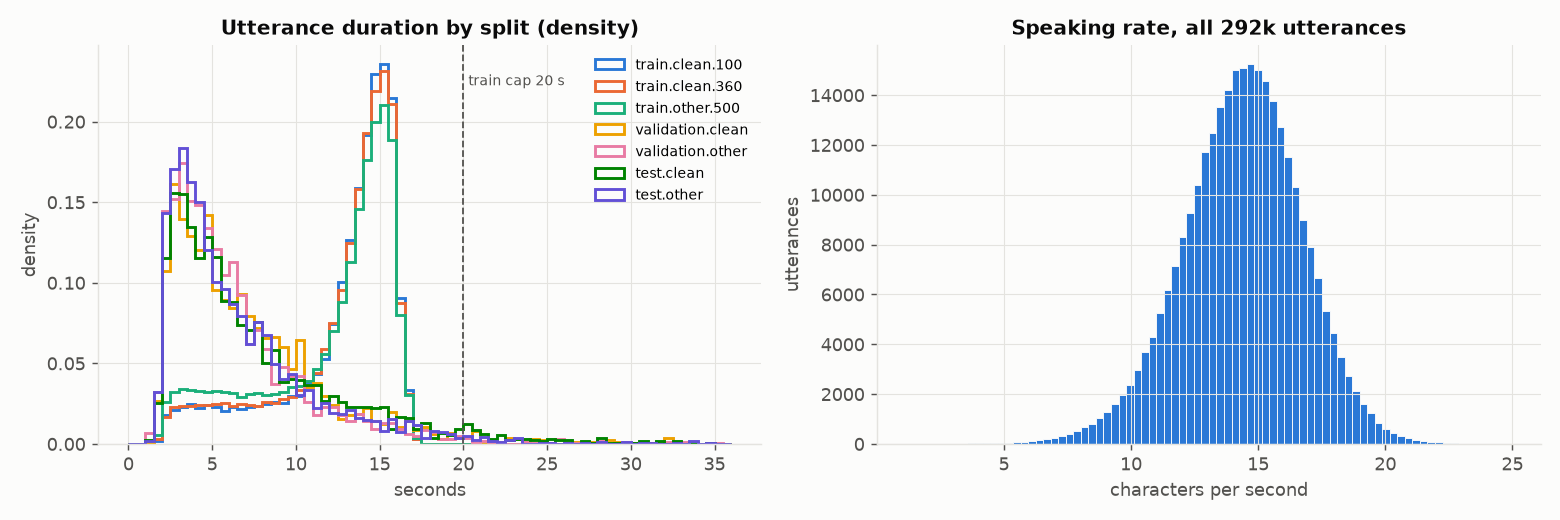 Utterance duration by split (density)
density
0.20
0.15
0.10
0.05
0.00
train cap 20 s
train.clean.100
train.clean.360
train.other.500
validation.clean
validation.other
test.clean
test.other
0 5 10 15 20 25 30 35
seconds
Speaking rate, all 292k utterances
utterances
14000
12000
10000
8000
6000
4000
2000
0
5 10 15 20 25
characters per second